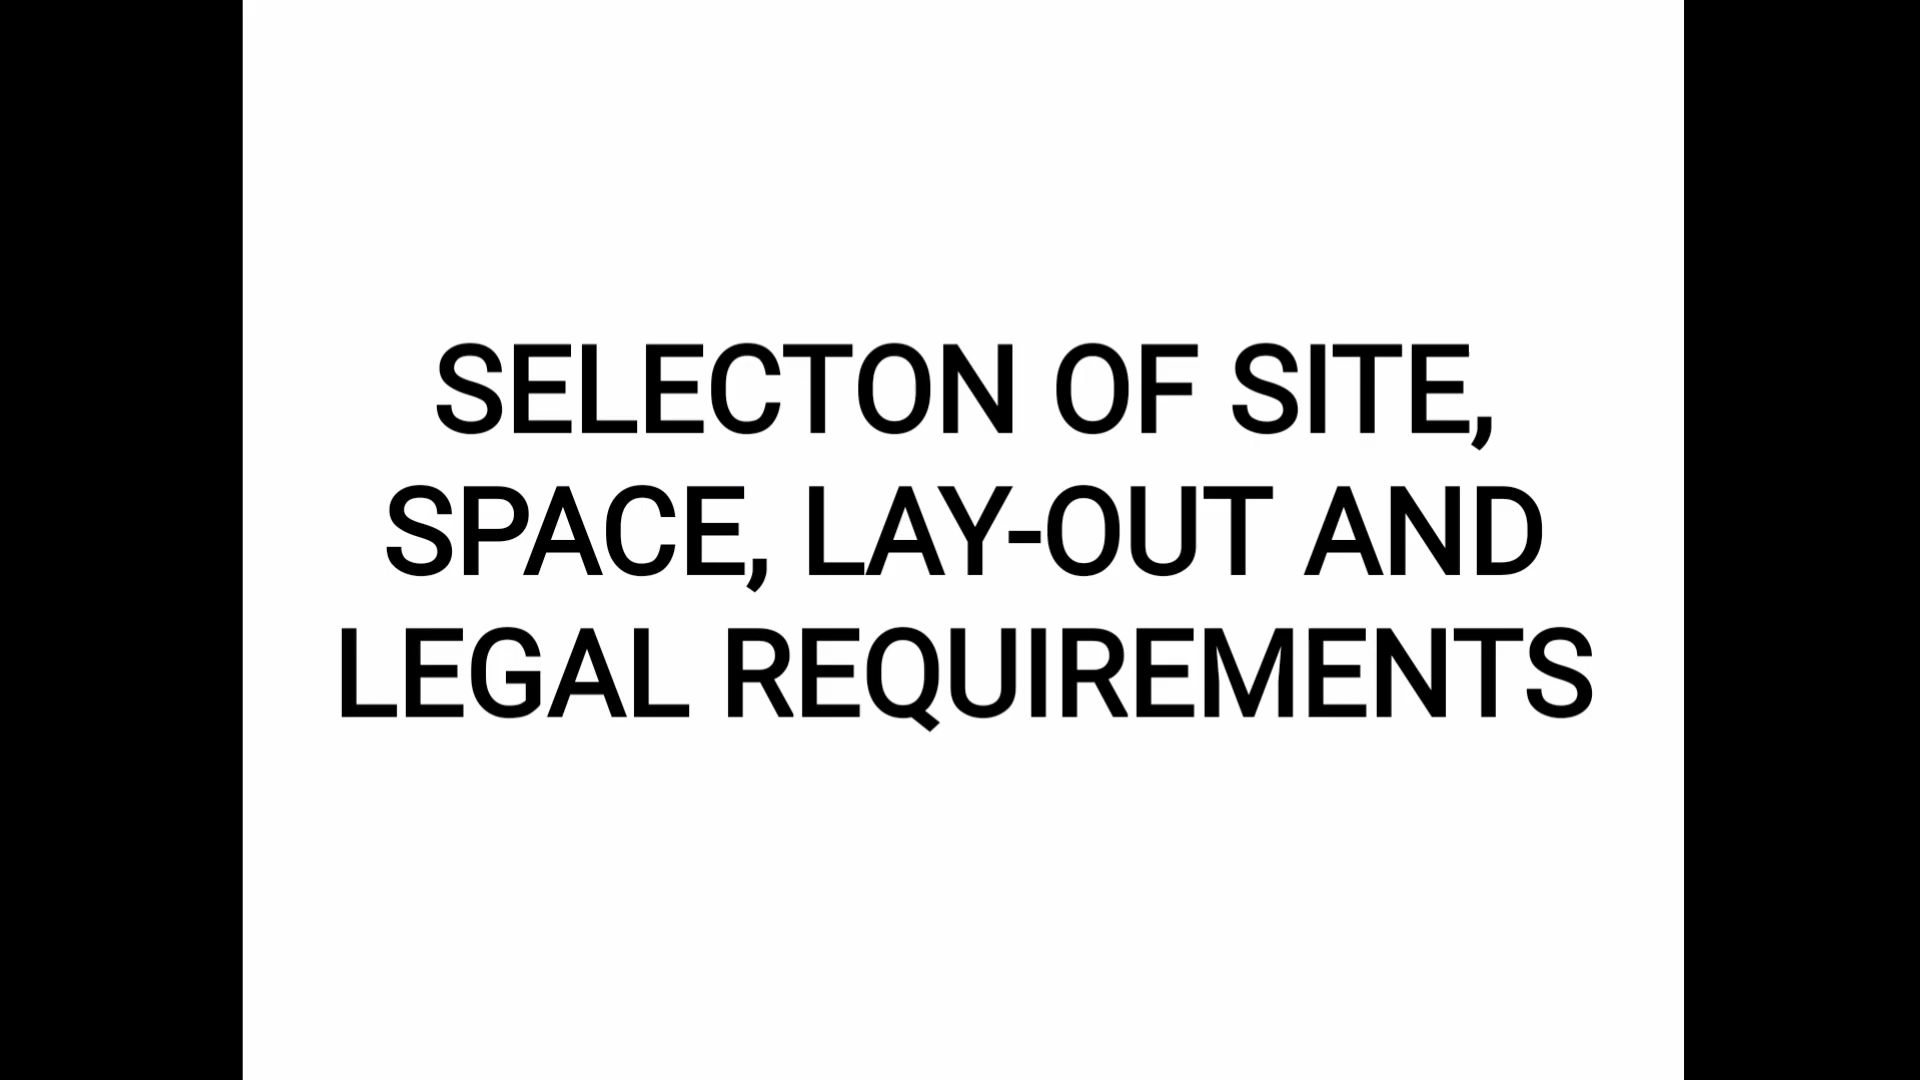 SELECTON OF SITE,
SPACE, LAY-OUT AND
LEGAL REQUIREMENTS